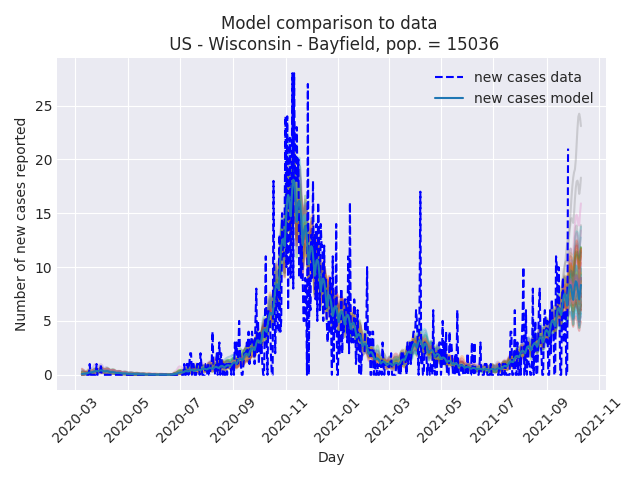 Model comparison to data
US - Wisconsin - Bayfield, pop. = 15036
new cases data
new cases model
Number of new cases reported
25
20
15
10
5
0
2020-03
2020-05
2020-07
2020-09
2020-11
2021-01
2021-03
2021-05
2021-07
2021-09
2021-11
Day